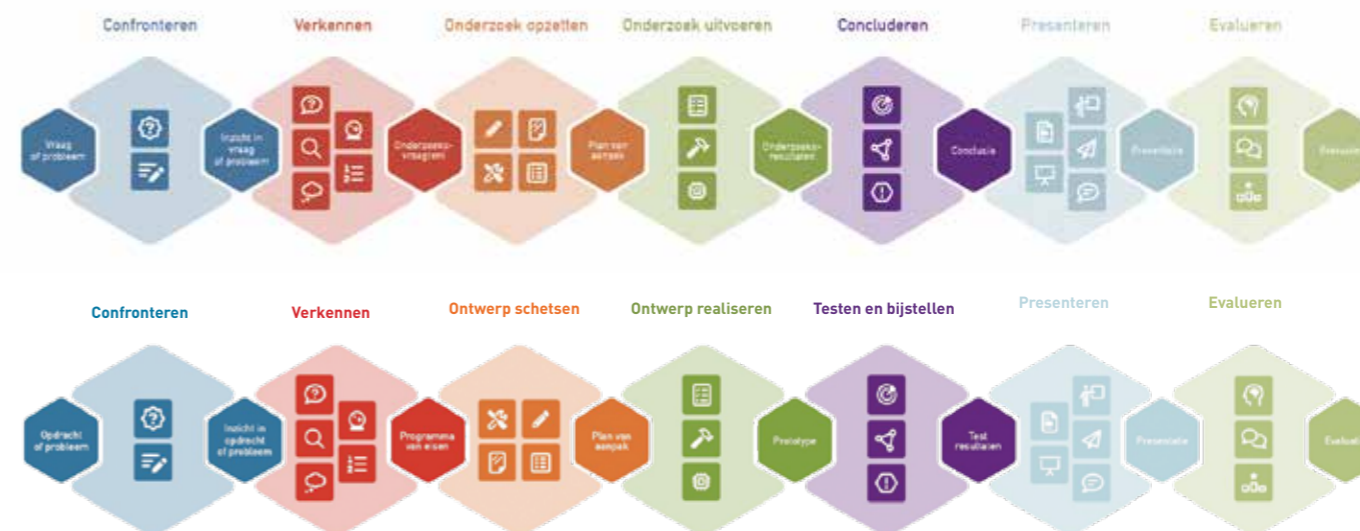 Confronteren Verkennen Onderzoek opzetten Onderzoek uitvoeren Concluderen Presenteren Evalueren
Vraag
of probleem
Inzicht in
vraag
of probleem
Onderzoeks-
vraag(en)
Plan van
aanpak
Onderzoeks-
resultaten
Conclusie
Presentatie
Confronteren Verkennen Ontwerp schetsen Ontwerp realiseren Testen en bijstellen Presenteren Evalueren
Opdracht
of probleem
Inzicht in
opdracht
of probleem
Programma
van eisen
Plan van
aanpak
Prototype
Test
resultaten
Presentatie